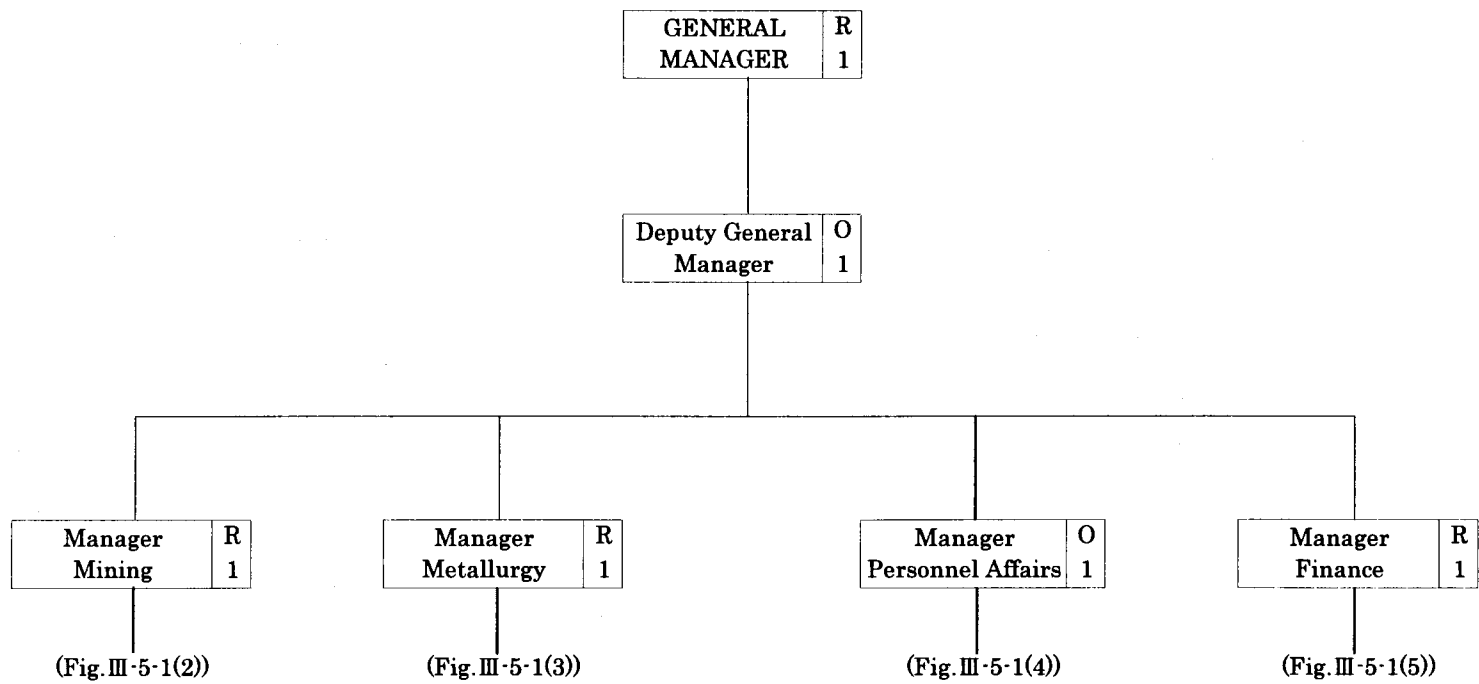 GENERAL R
MANAGER 1
Deputy General O
Manager 1
Manager R
Mining 1
Manager R
Metallurgy 1
Manager O
Personnel Affairs 1
Manager R
Finance 1
(Fig.Ⅲ-5-1(2))
(Fig.Ⅲ-5-1(3))
(Fig.Ⅲ-5-1(4))
(Fig.Ⅲ-5-1(5))